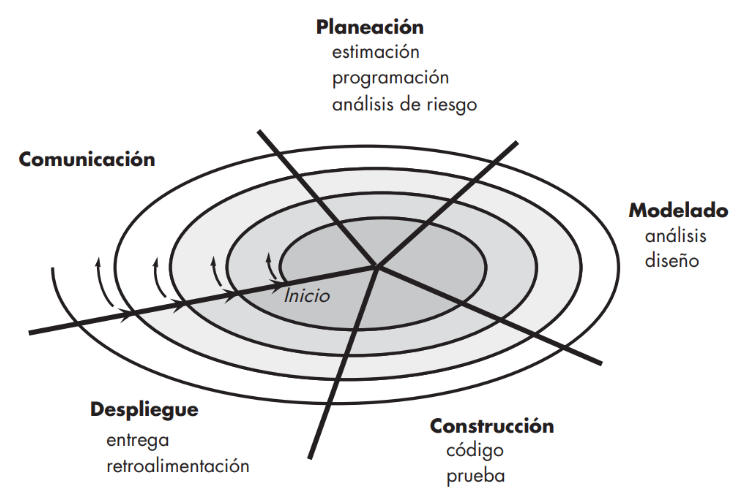 Planeación
estimación
programación
análisis de riesgo
Comunicación
Modelado
análisis
diseño
Inicio
Despliegue
entrega
retroalimentación
Construcción
código
prueba